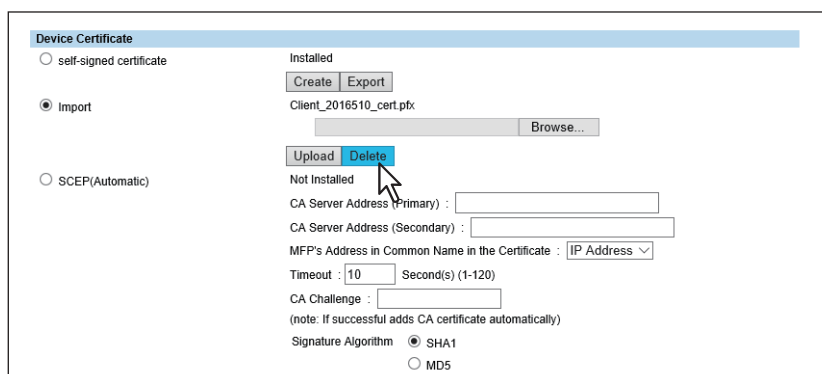 Device Certificate
self-signed certificate Installed
Create Export
Import Client_2016510_cert.pfx
Browse...
Upload Delete
SCEP(Automatic) Not Installed
CA Server Address (Primary) :
CA Server Address (Secondary) :
MFP's Address in Common Name in the Certificate : IP Address
Timeout : 10 Second(s) (1-120)
CA Challenge :
(note: If successful adds CA certificate automatically)
Signature Algorithm SHA1
MD5